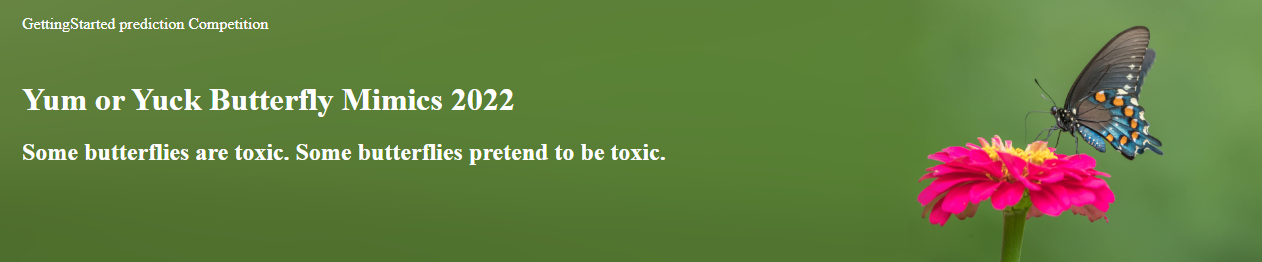 GettingStarted prediction Competition
Yum or Yuck Butterfly Mimics 2022
Some butterflies are toxic. Some butterflies pretend to be toxic.